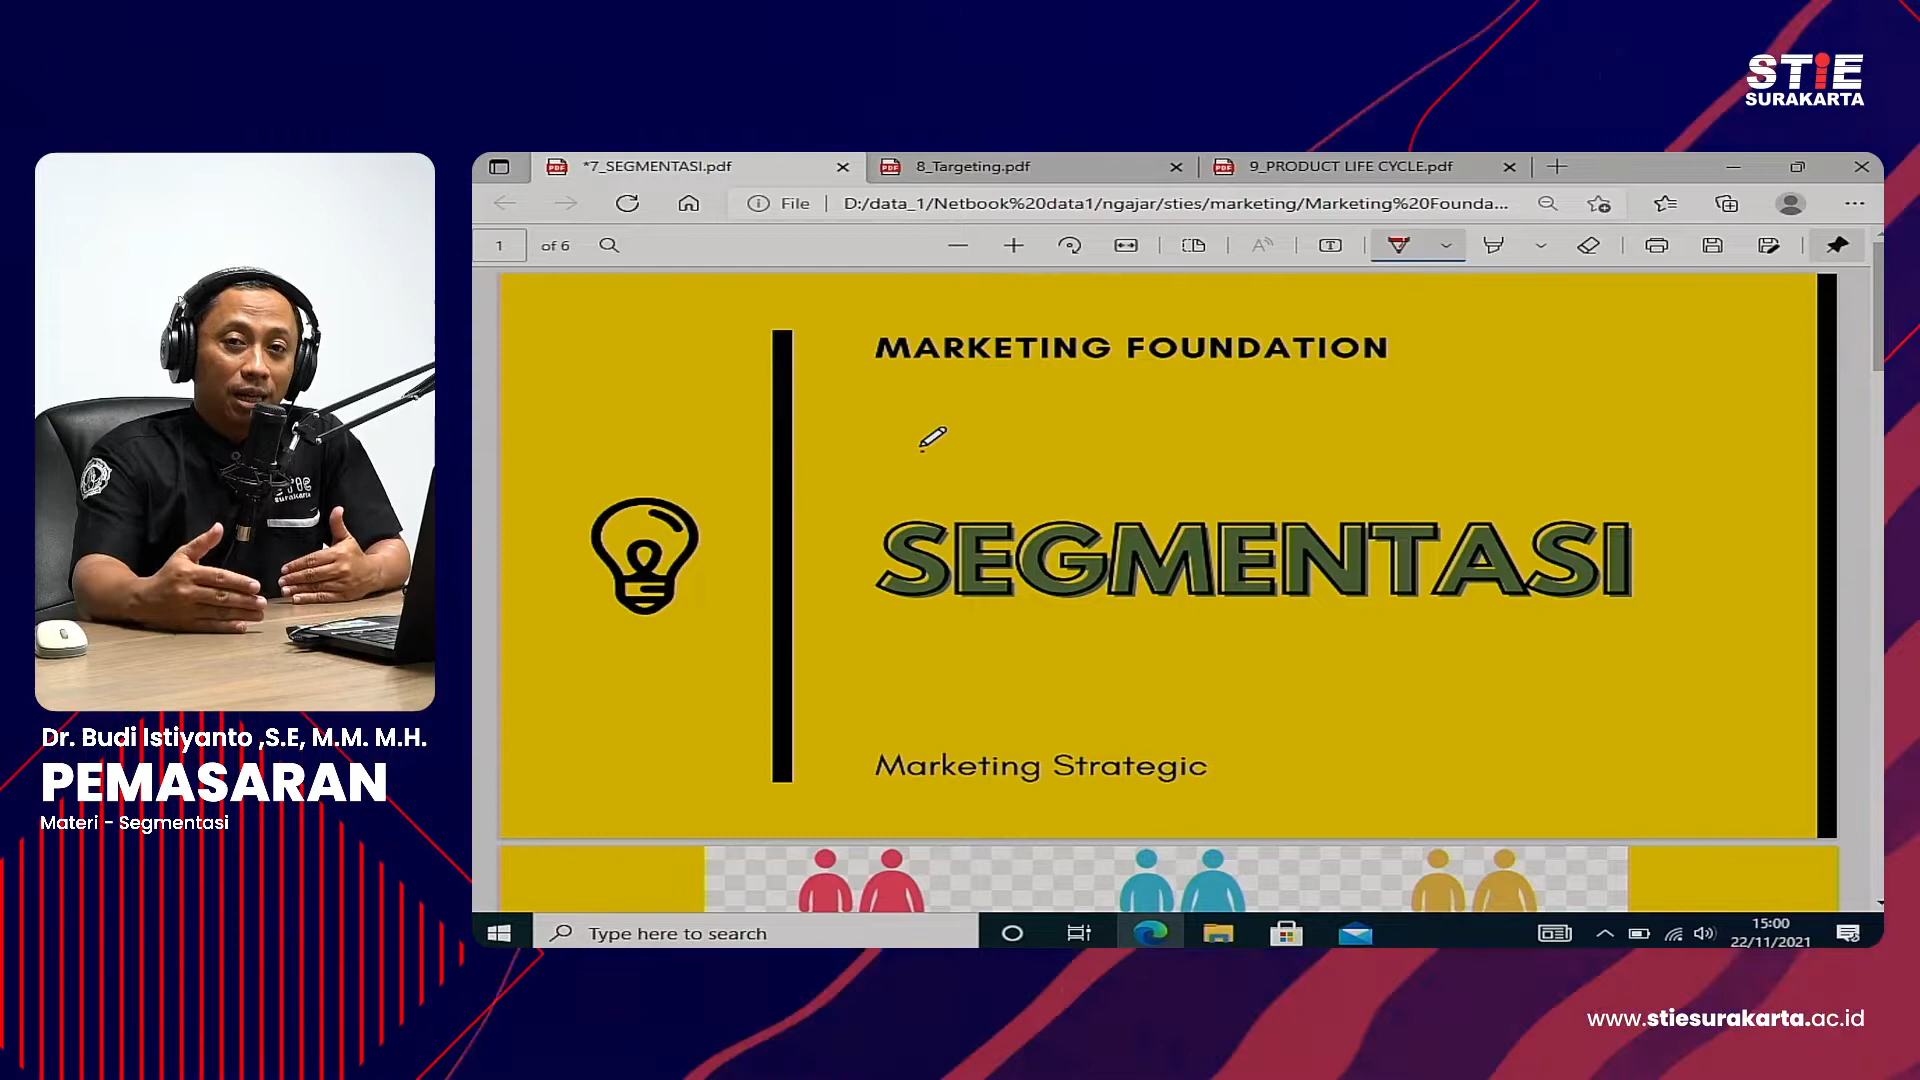 STiE
SURAKARTA
*7_SEGMENTASI.pdf
8_Targeting.pdf
9_PRODUCT LIFE CYCLE.pdf
File
D:/data_1/Netbook%20data1/ngajar/sties/marketing/Marketing%20Founda...
1
of 6
MARKETING FOUNDATION
SEGMENTASI
Marketing Strategic
Type here to search
15:00
22/11/2021
surakarta
Dr. Budi Istiyanto ,S.E, M.M. M.H.
PEMASARAN
Materi - Segmentasi
www.stiesurakarta.ac.id